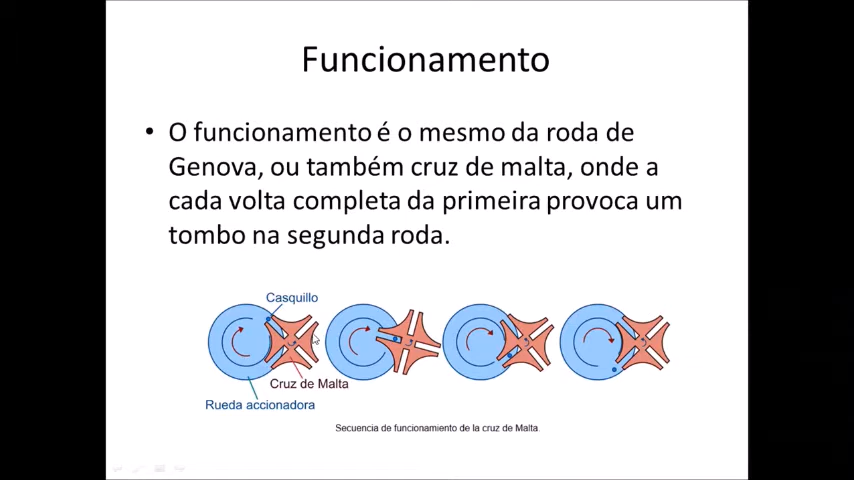 Funcionamento
• O funcionamento é o mesmo da roda de
Genova, ou também cruz de malta, onde a
cada volta completa da primeira provoca um
tombo na segunda roda.
Casquillo
Cruz de Malta
Rueda accionadora
Secuencia de funcionamiento de la cruz de Malta.